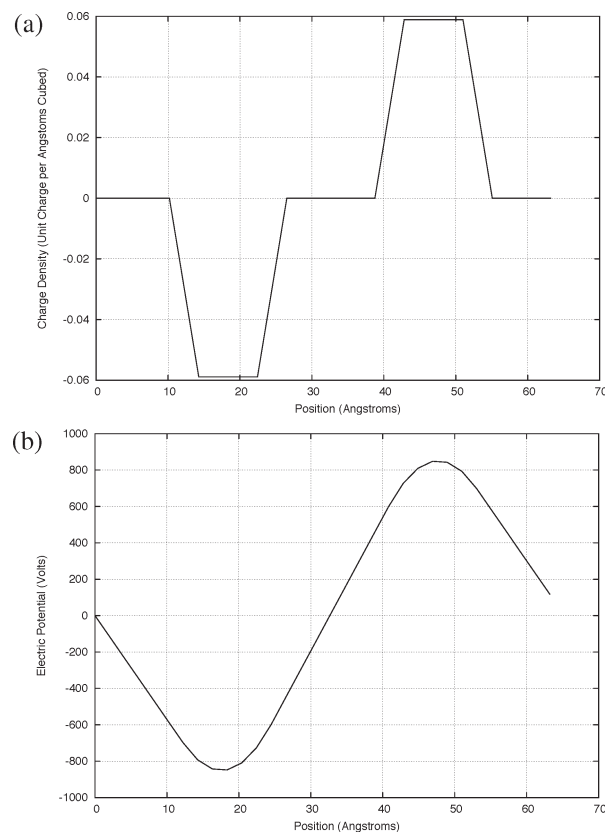 (a)
0.06
0.04
0.02
0
-0.02
-0.04
-0.06
Charge Density (Unit Charge per Angstoms Cubed)
0 10 20 30 40 50 60 70
Position (Angstroms)
(b)
1000
800
600
400
200
0
-200
-400
-600
-800
-1000
Electric Potential (Volts)
0 10 20 30 40 50 60 70
Position (Angstroms)